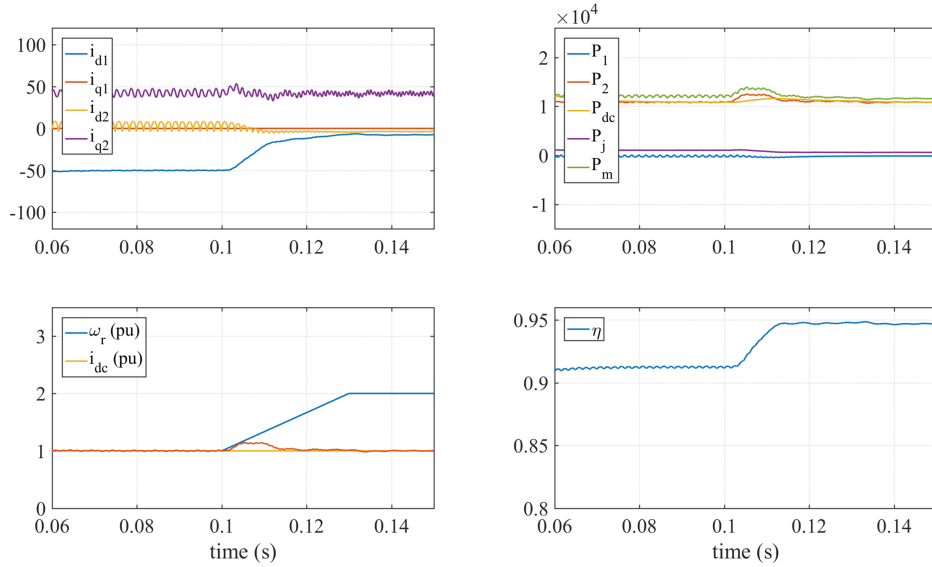 100
50
0
-50
-100
i_d1
i_q1
i_d2
i_q2
0.06 0.08 0.1 0.12 0.14
×10^4
2
1
0
-1
P_1
P_2
P_dc
P_j
P_m
0.06 0.08 0.1 0.12 0.14
3
2
1
0
ω_r (pu)
i_dc (pu)
0.06 0.08 0.1 0.12 0.14
time (s)
0.95
0.9
0.85
0.8
η
0.06 0.08 0.1 0.12 0.14
time (s)